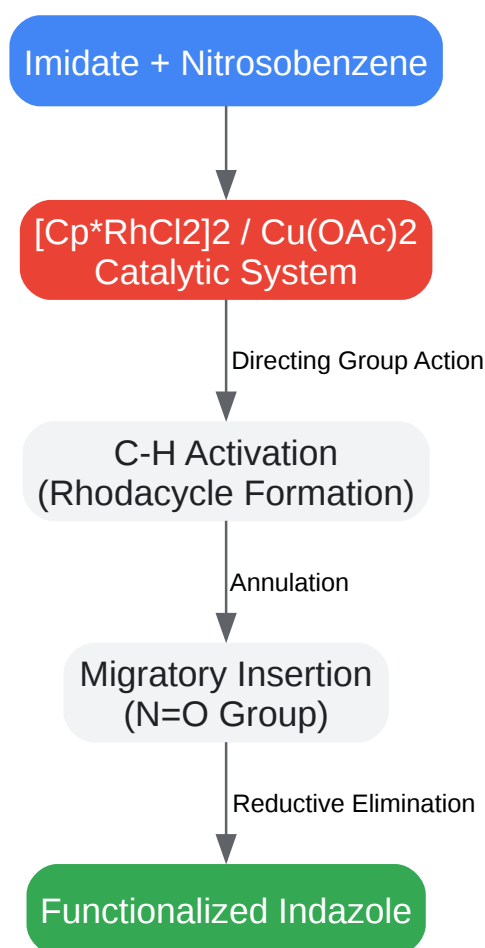 Imidate + Nitrosobenzene
[Cp*RhCl2]2 / Cu(OAc)2
Catalytic System
Directing Group Action
C-H Activation
(Rhodacycle Formation)
Annulation
Migratory Insertion
(N=O Group)
Reductive Elimination
Functionalized Indazole